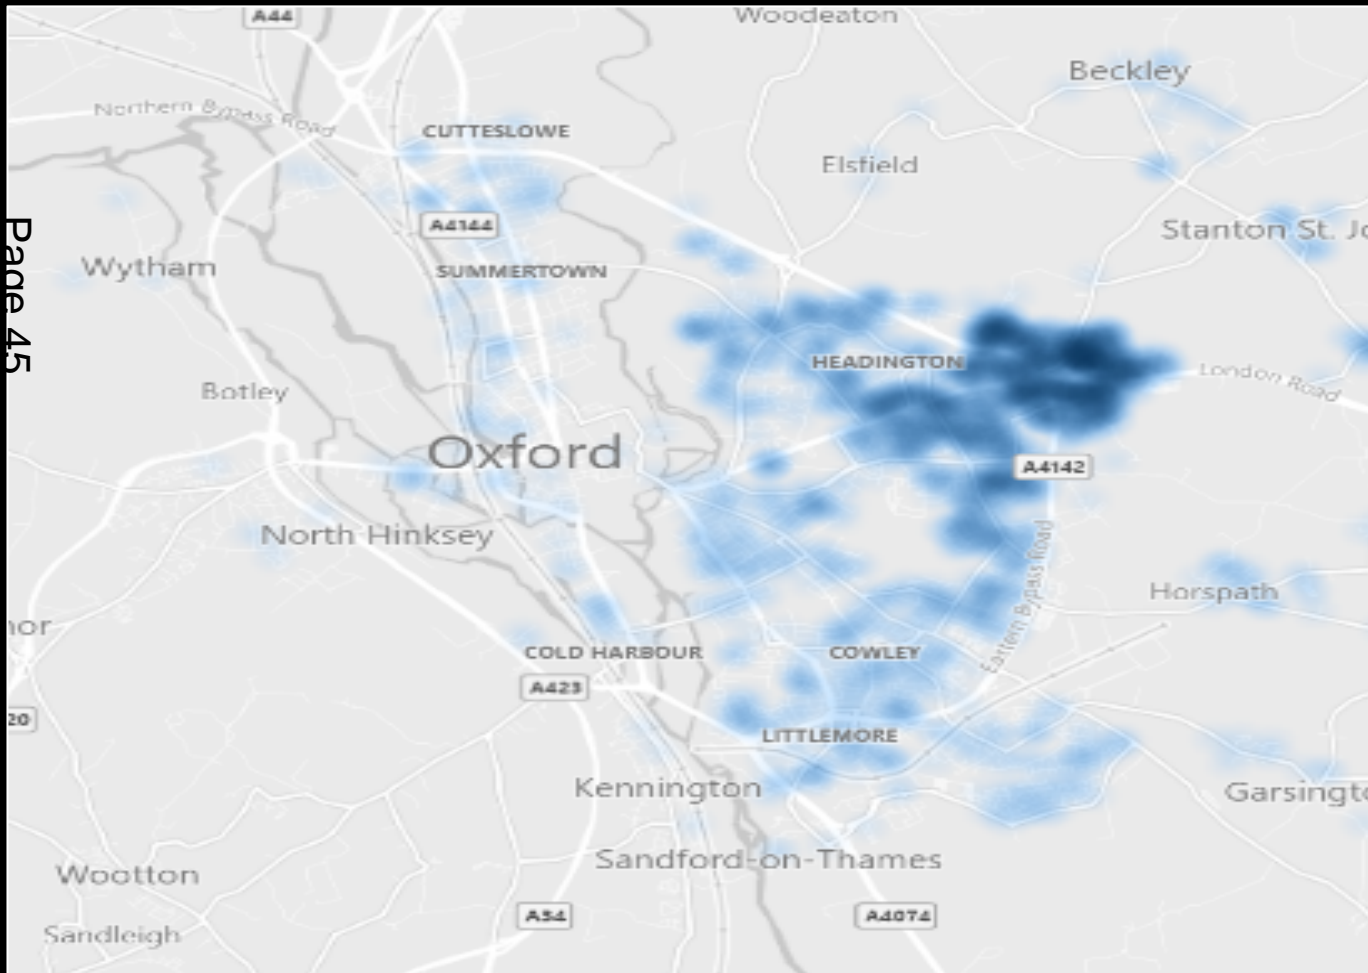 A44
Woodeaton
Beckley
Northern Bypass Road
CUTTESLOWE
Elsfield
A4144
Stanton St. Jo
Page 45
Wytham
SUMMERTOWN
HEADINGTON
London Road
Botley
Oxford
A4142
North Hinksey
Eastern Bypass Road
Horspath
nor
COLD HARBOUR
COWLEY
A423
20
LITTLEMORE
Kennington
Garsingto
Sandford-on-Thames
Wootton
A34
A4074
Sandleigh